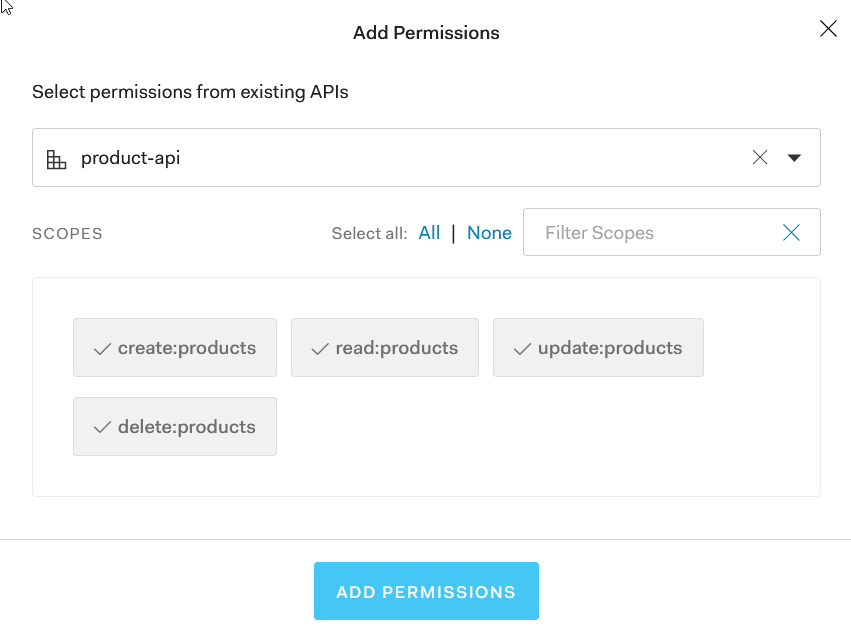 Add Permissions
Select permissions from existing APIs
product-api
SCOPES Select all: All | None Filter Scopes
create:products read:products update:products
delete:products
ADD PERMISSIONS